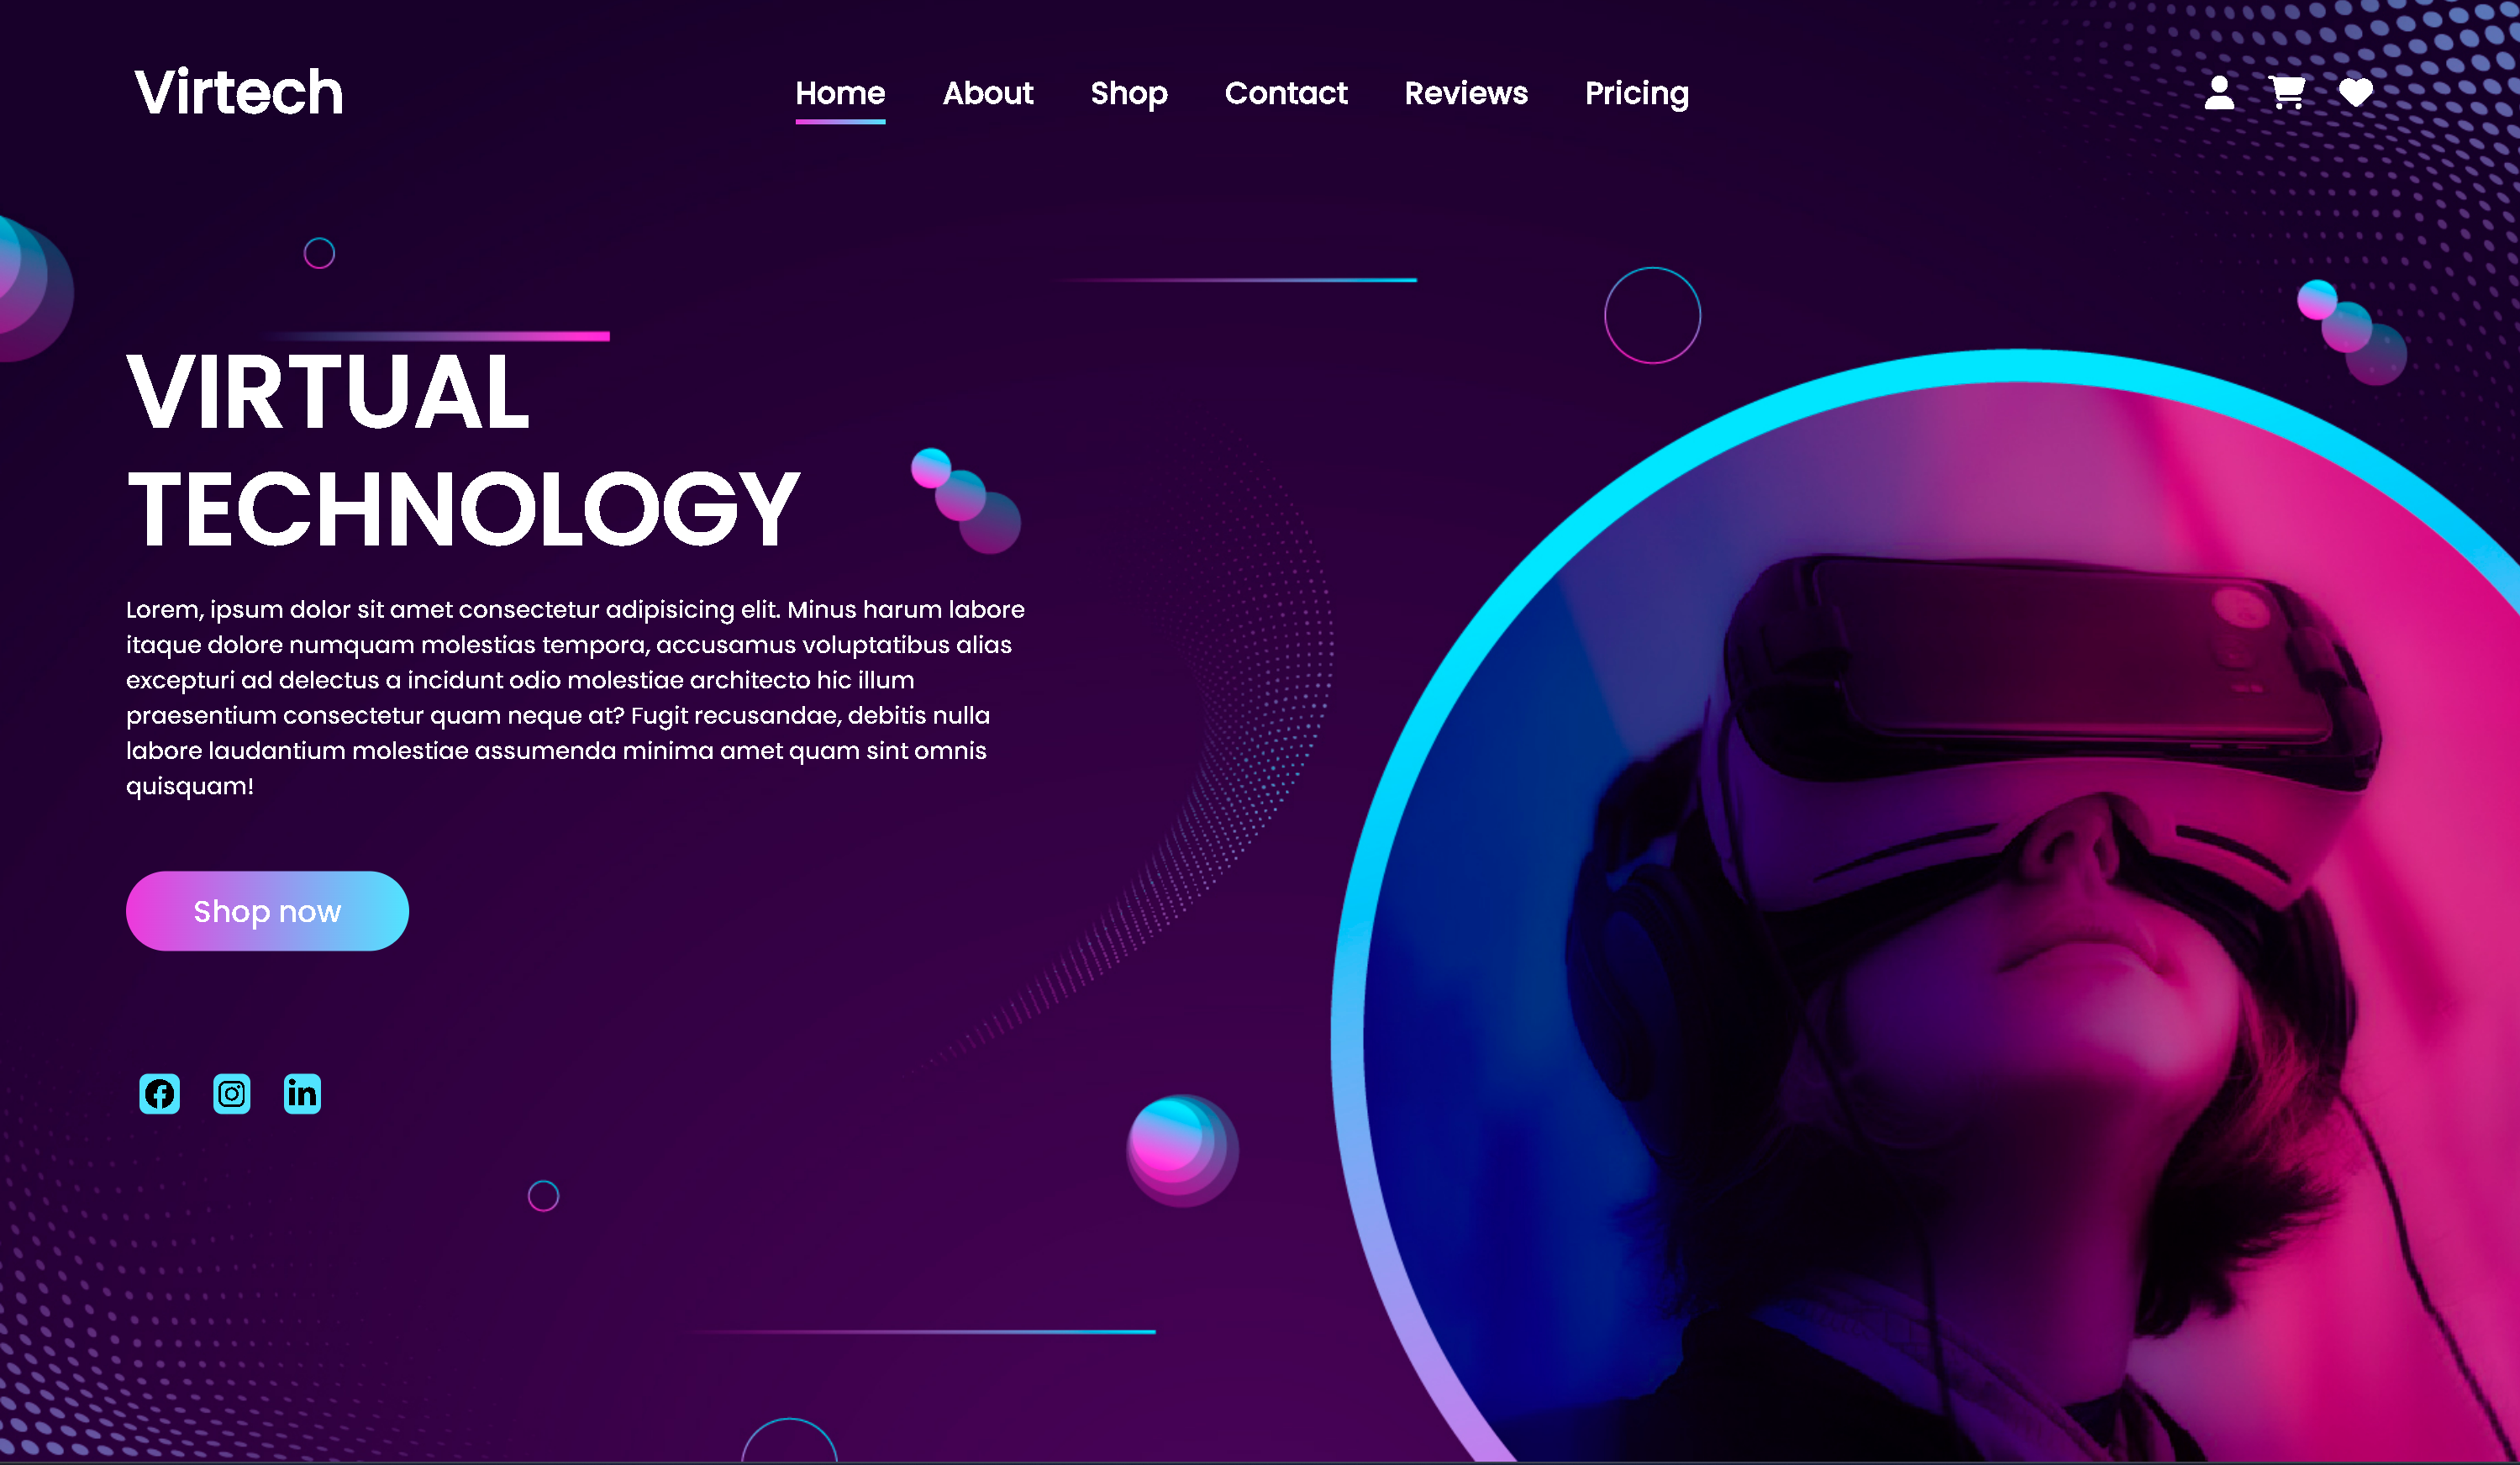 Virtech
Home About Shop Contact Reviews Pricing
VIRTUAL
TECHNOLOGY
Lorem, ipsum dolor sit amet consectetur adipisicing elit. Minus harum labore
itaque dolore numquam molestias tempora, accusamus voluptatibus alias
excepturi ad delectus a incidunt odio molestiae architecto hic illum
praesentium consectetur quam neque at? Fugit recusandae, debitis nulla
labore laudantium molestiae assumenda minima amet quam sint omnis
quisquam!
Shop now
in